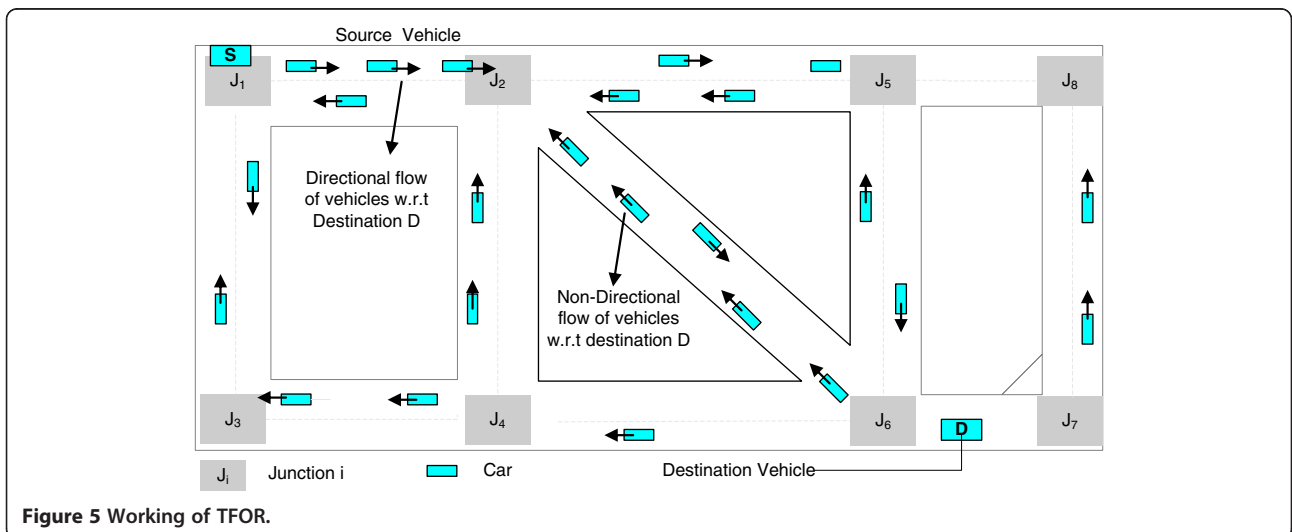 Source Vehicle
S
J1
J2
J5
J8
Directional flow
of vehicles w.r.t
Destination D
Non-Directional
flow of vehicles
w.r.t destination D
J3
J4
J6
D
J7
Ji
Junction i
Car
Destination Vehicle
Figure 5 Working of TFOR.